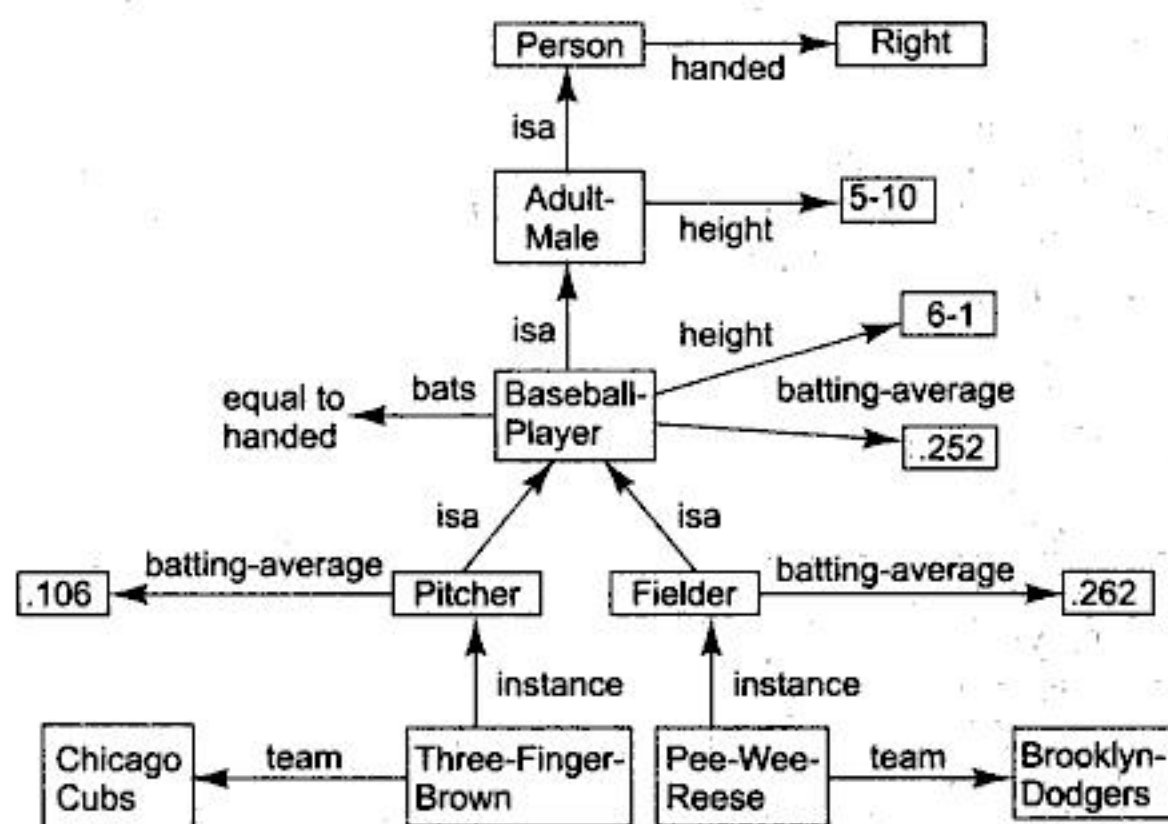 Person
Right
handed
isa
Adult-
Male
5-10
height
isa
height
6-1
equal to
handed
bats
Baseball-
Player
batting-average
.252
isa
isa
.106
batting-average
Pitcher
Fielder
batting-average
.262
instance
instance
Chicago
Cubs
team
Three-Finger-
Brown
Pee-Wee-
Reese
team
Brooklyn-
Dodgers